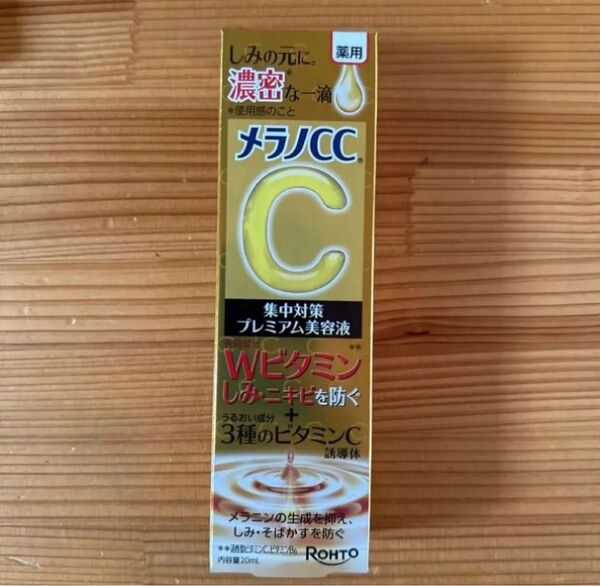 薬用
しみの元に。
濃密な一滴
*使用感のこと
メラノCC®
C
集中対策
プレミアム美容液
有効成分
Wビタミン**
しみ・ニキビを防ぐ
+
うるおい成分
3種のビタミンC
誘導体
メラニンの生成を抑え、
しみ・そばかすを防ぐ
ROHTO
内容量20mL